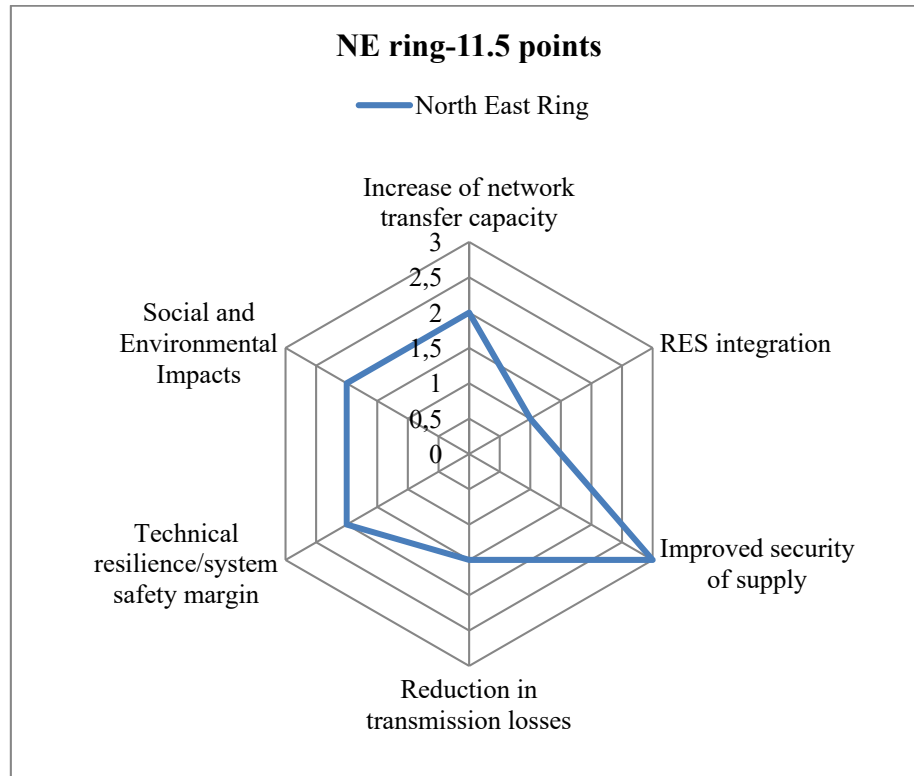 NE ring-11.5 points
North East Ring
Increase of network
transfer capacity
3
2,5
2
1,5
1
0,5
0
RES integration
Improved security
of supply
Reduction in
transmission losses
Technical
resilience/system
safety margin
Social and
Environmental
Impacts